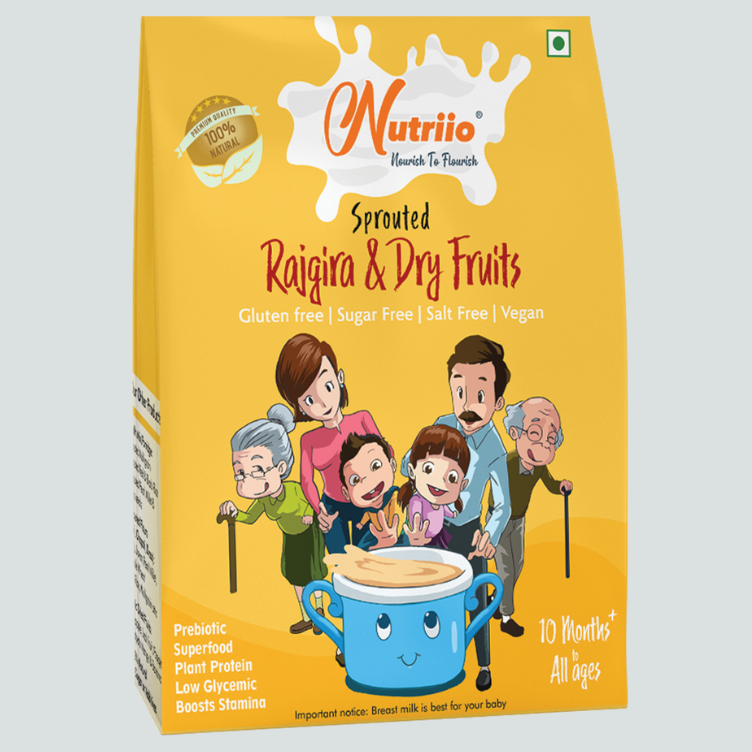 PREMIUM QUALITY
100%
NATURAL
Nutriio®
Nourish To Flourish
Sprouted
Rajgira & Dry Fruits
Gluten free | Sugar Free | Salt Free | Vegan
Prebiotic
Superfood
Plant Protein
Low Glycemic
Boosts Stamina
10 Months+
to
All ages
Important notice: Breast milk is best for your baby